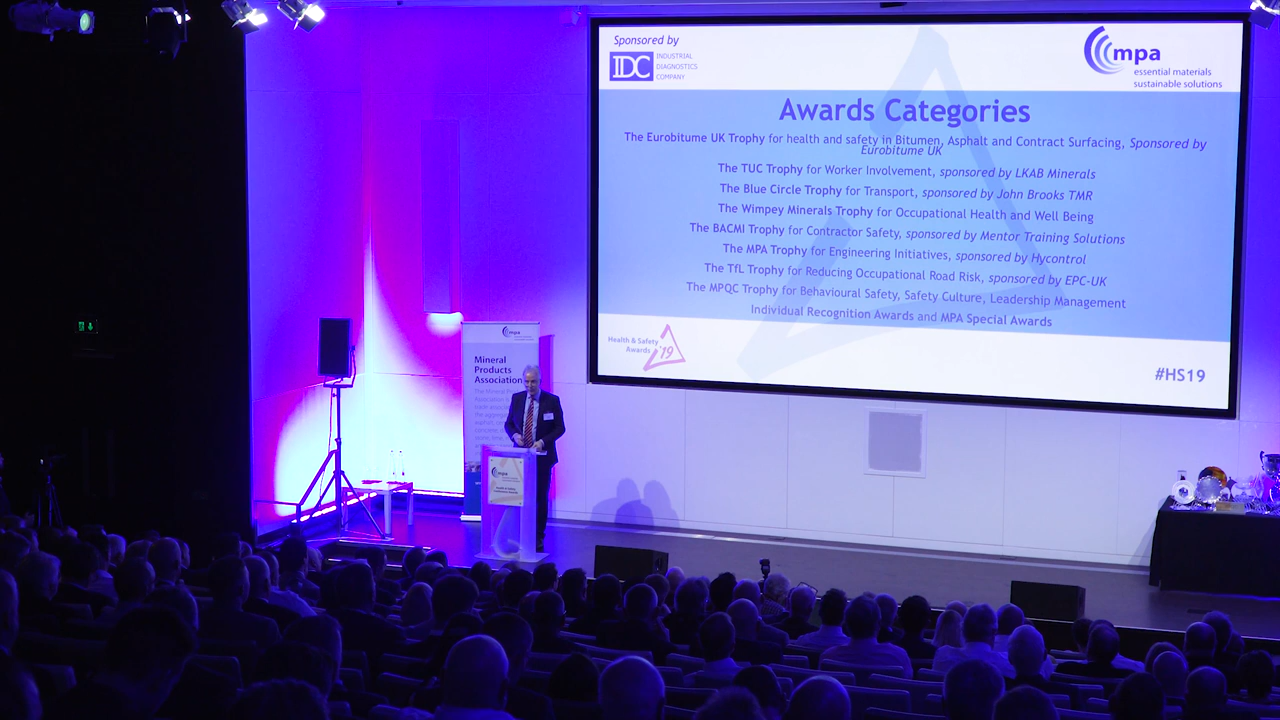 Sponsored by
IDC
INDUSTRIAL
DIAGNOSTICS
COMPANY
mpa
essential materials
sustainable solutions
Awards Categories
The Eurobitume UK Trophy for health and safety in Bitumen, Asphalt and Contract Surfacing, Sponsored by
Eurobitume UK
The TUC Trophy for Worker Involvement, sponsored by LKAB Minerals
The Blue Circle Trophy for Transport, sponsored by John Brooks TMR
The Wimpey Minerals Trophy for Occupational Health and Well Being
The BACMI Trophy for Contractor Safety, sponsored by Mentor Training Solutions
The MPA Trophy for Engineering Initiatives, sponsored by Hycontrol
The TfL Trophy for Reducing Occupational Road Risk, sponsored by EPC-UK
The MPQC Trophy for Behavioural Safety, Safety Culture, Leadership Management
Individual Recognition Awards and MPA Special Awards
Health & Safety
Awards '19
#HS19
mpa
Mineral
Products
Association
mpa